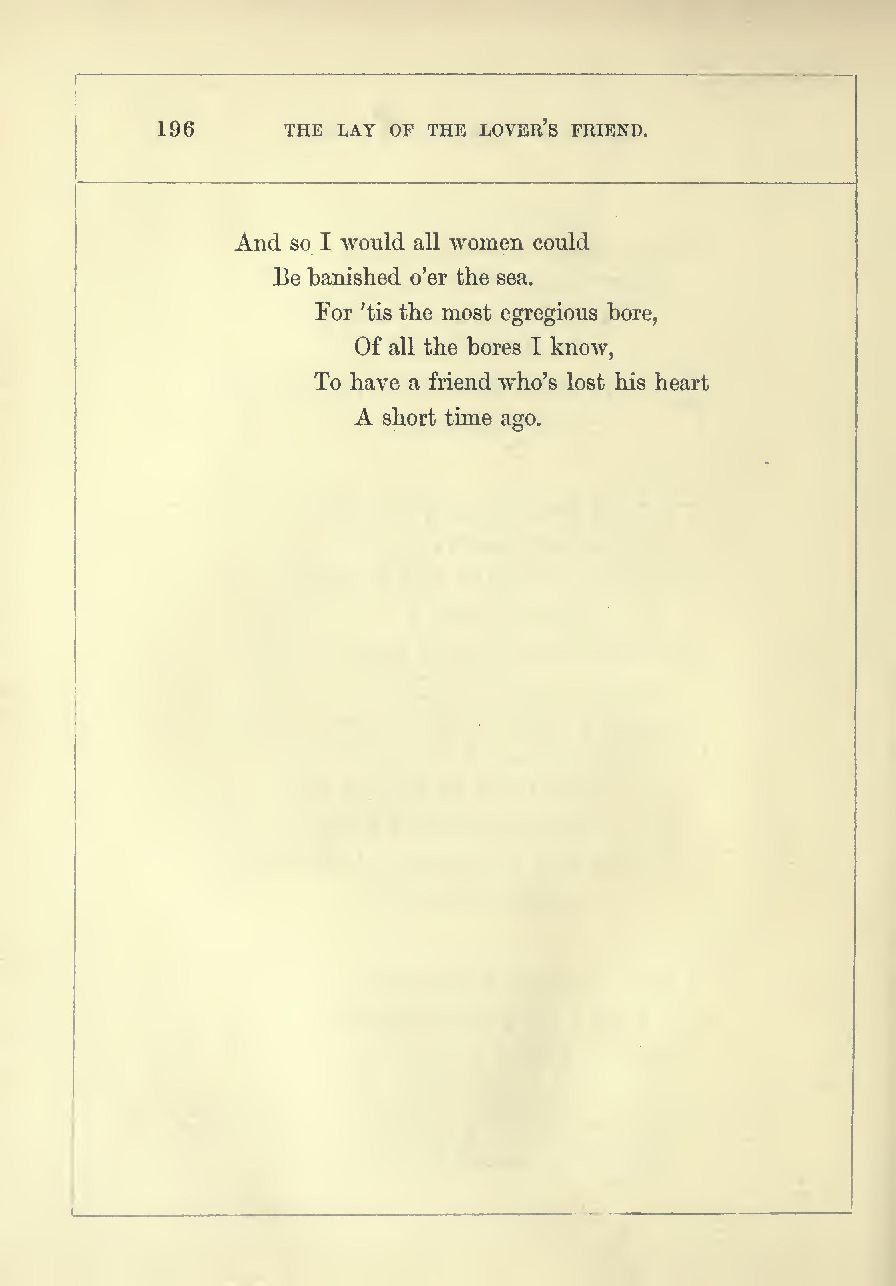 196 THE LAY OF THE LOVER'S FRIEND.
And so I would all women could
Be banished o'er the sea.
For 'tis the most egregious bore,
Of all the bores I know,
To have a friend who's lost his heart
A short time ago.